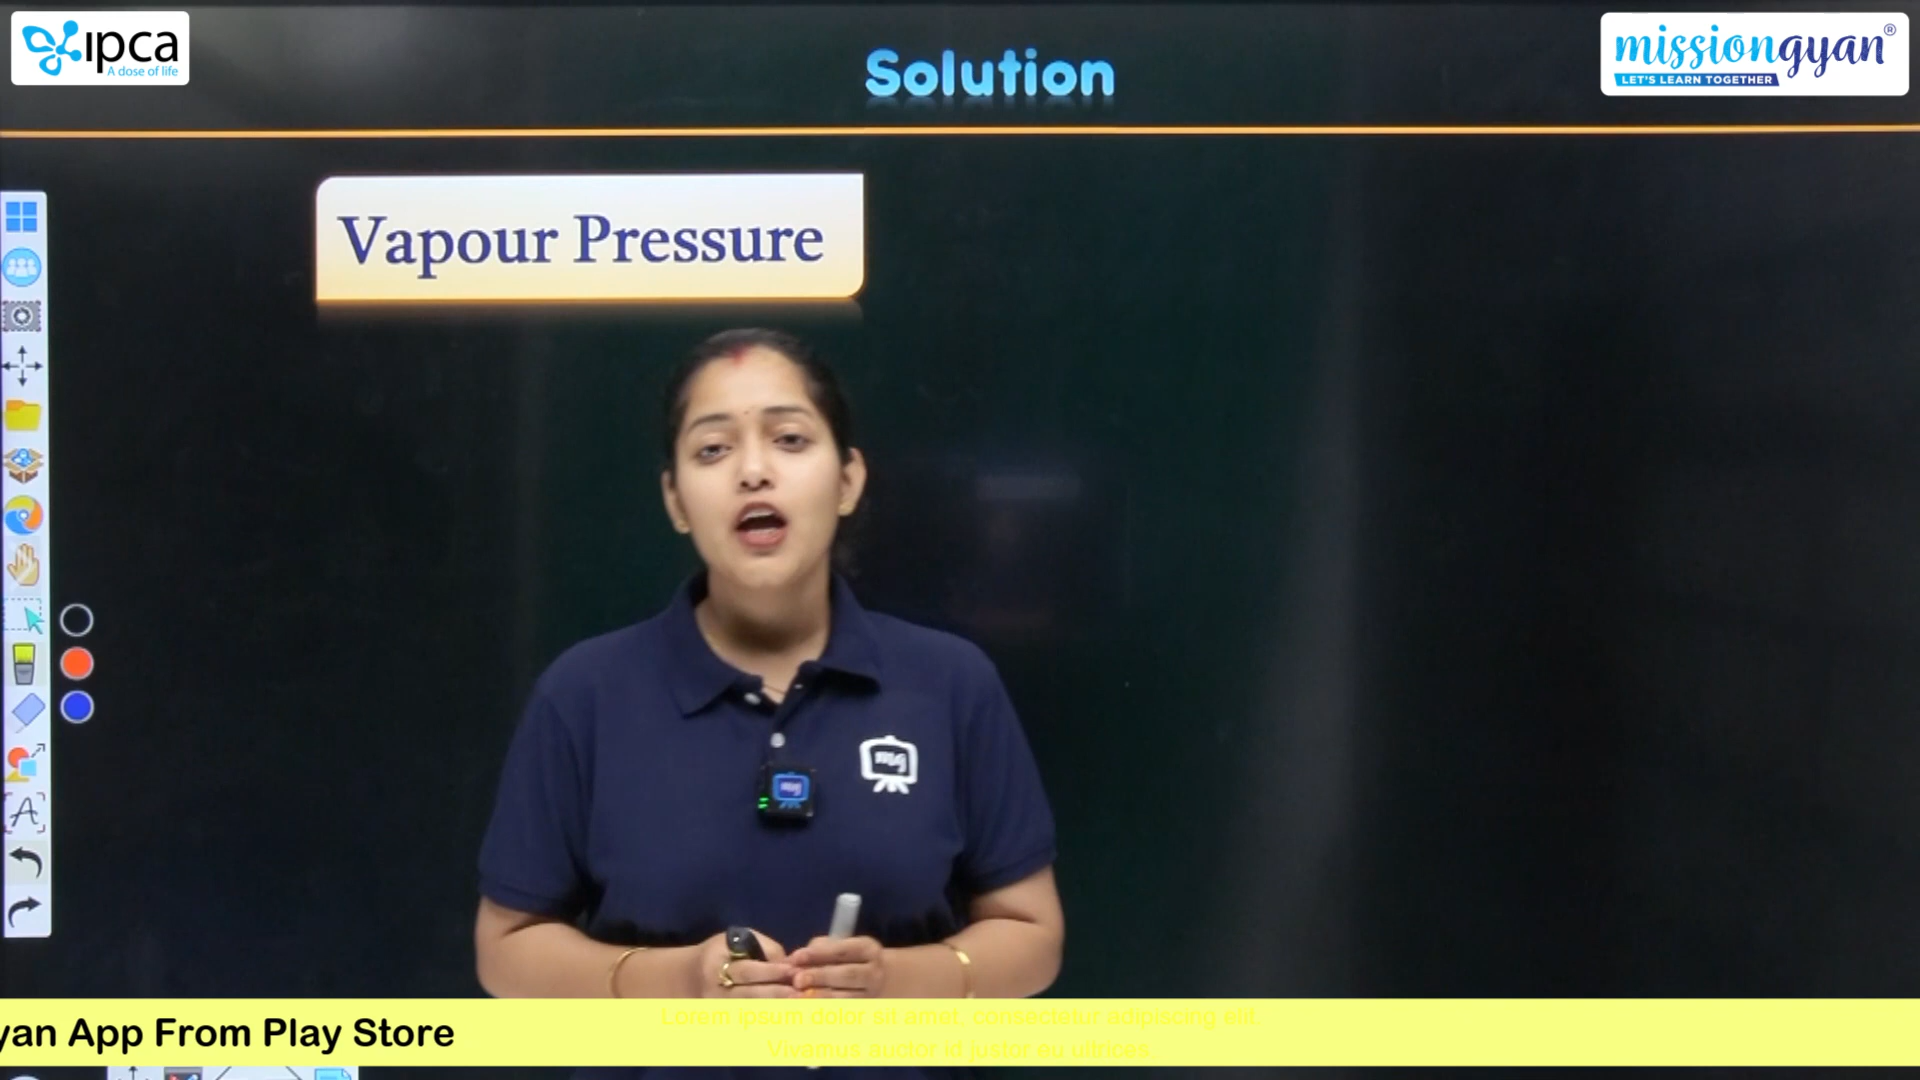 ipca
A dose of life
Solution
missiongyan®
LET'S LEARN TOGETHER
Vapour Pressure
yan App From Play Store
Lorem ipsum dolor sit amet, consectetur adipiscing elit.
Vivamus auctor id justo eu ultrices.